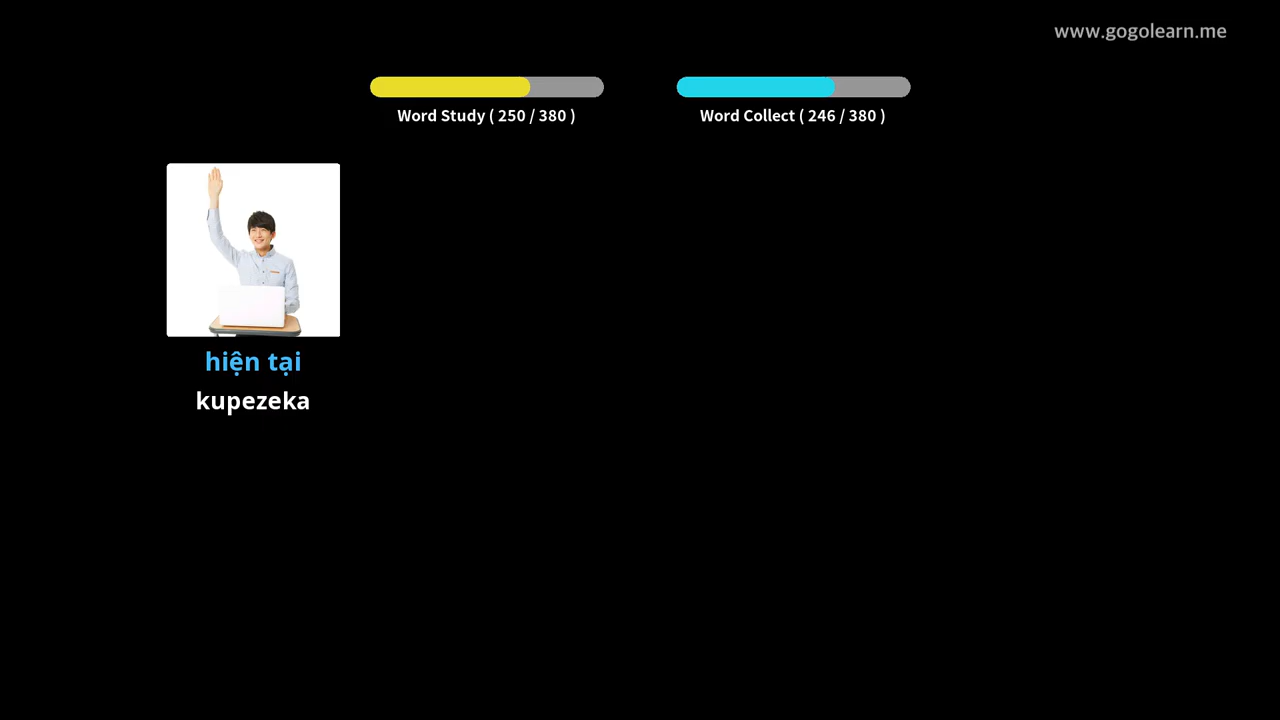 www.gogolearn.me
Word Study ( 250 / 380 )
Word Collect ( 246 / 380 )
hiện tại
kupezeka